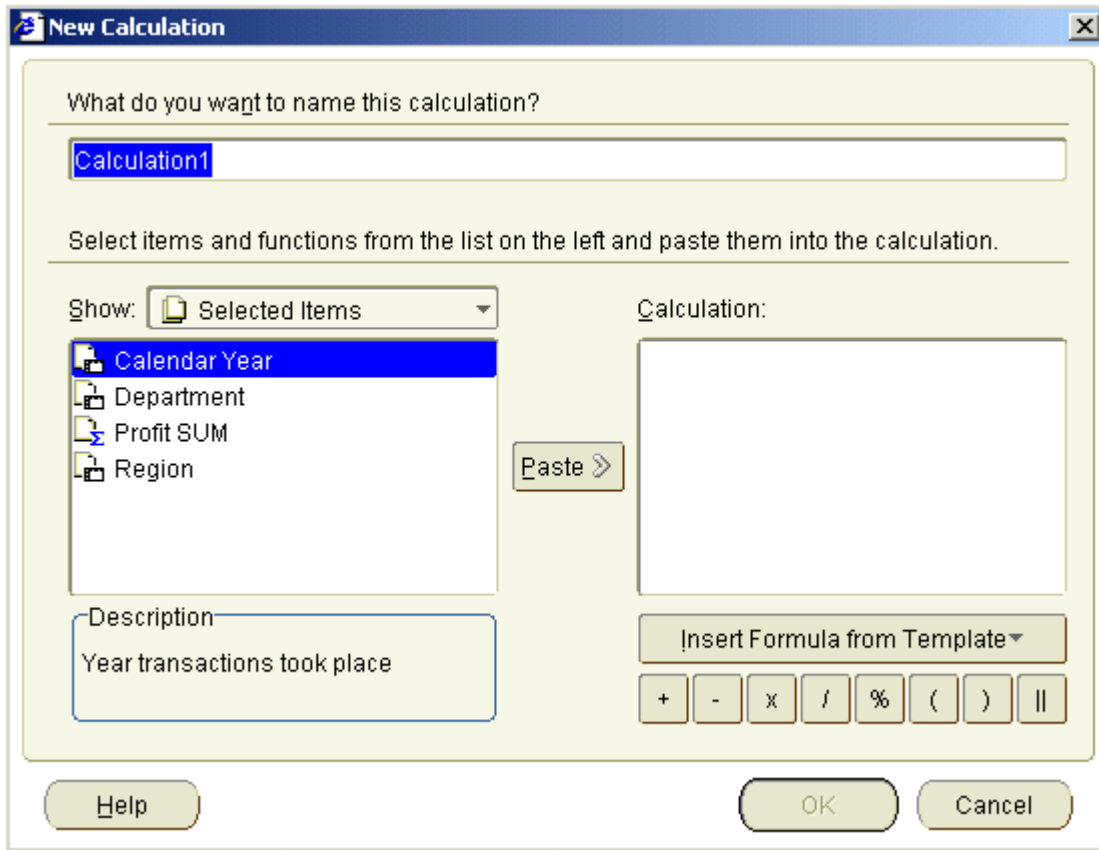 New Calculation
What do you want to name this calculation?
Calculation1
Select items and functions from the list on the left and paste them into the calculation.
Show: Selected Items
Calculation:
Calendar Year
Department
Profit SUM
Region
Paste
Description
Year transactions took place
Insert Formula from Template
+ - x / % ( ) ||
Help
OK
Cancel